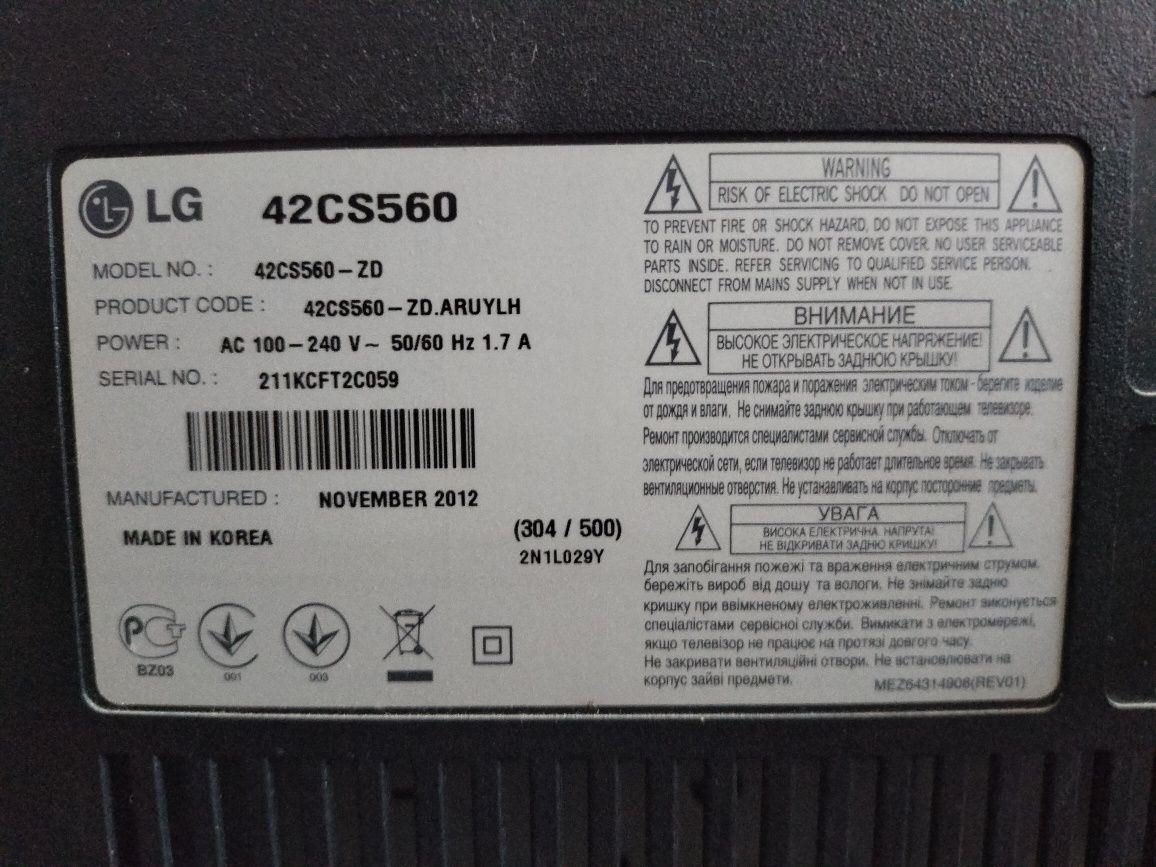 LG 42CS560
MODEL NO. : 42CS560-ZD
PRODUCT CODE : 42CS560-ZD.ARUYLH
POWER : AC 100-240 V~ 50/60 Hz 1.7 A
SERIAL NO. : 211KCFT2C059
MANUFACTURED : NOVEMBER 2012
MADE IN KOREA
(304 / 500)
2N1L029Y
PCT
BZ03
001
003
WARNING
RISK OF ELECTRIC SHOCK DO NOT OPEN
TO PREVENT FIRE OR SHOCK HAZARD, DO NOT EXPOSE THIS APPLIANCE
TO RAIN OR MOISTURE. DO NOT REMOVE COVER. NO USER SERVICEABLE
PARTS INSIDE. REFER SERVICING TO QUALIFIED SERVICE PERSON.
DISCONNECT FROM MAINS SUPPLY WHEN NOT IN USE.
ВНИМАНИЕ
ВЫСОКОЕ ЭЛЕКТРИЧЕСКОЕ НАПРЯЖЕНИЕ!
НЕ ОТКРЫВАТЬ ЗАДНЮЮ КРЫШКУ!
Для предотвращения пожара и поражения электрическим током - берегите изделие
от дождя и влаги. Не снимайте заднюю крышку при работающем телевизоре.
Ремонт производится специалистами сервисной службы. Отключать от
электрической сети, если телевизор не работает длительное время. Не закрывать
вентиляционные отверстия. Не устанавливать на корпус посторонние предметы.
УВАГА
ВИСОКА ЕЛЕКТРИЧНА НАПРУГА!
НЕ ВІДКРИВАТИ ЗАДНЮ КРИШКУ!
Для запобігання пожежі та враження електричним струмом,
бережіть виріб від дошу та вологи. Не знімайте задню
кришку при ввімкненому електроживленні. Ремонт виконується
спеціалістами сервісної служби. Вимикати з електромережі,
якщо телевізор не працює на протязі довгого часу.
Не закривати вентиляційні отвори. Не встановлювати на
корпус зайві предмети.
MEZ64314906(REV01)